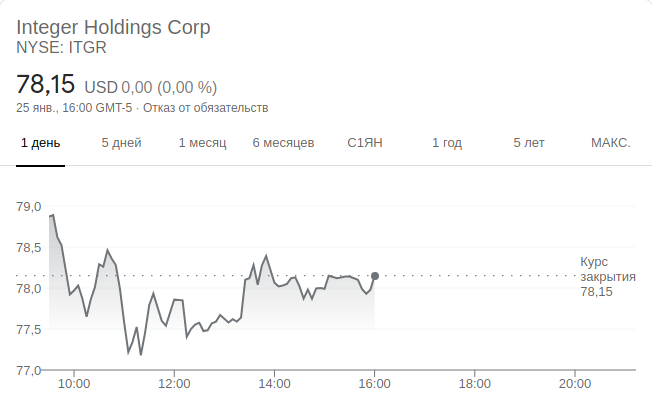 Integer Holdings Corp
NYSE: ITGR
78,15 USD 0,00 (0,00 %)
25 янв., 16:00 GMT-5 · Отказ от обязательств
1 день 5 дней 1 месяц 6 месяцев С1ЯН 1 год 5 лет МАКС.
79,0
78,5
Курс
закрытия
78,15
78,0
77,5
77,0
10:00 12:00 14:00 16:00 18:00 20:00